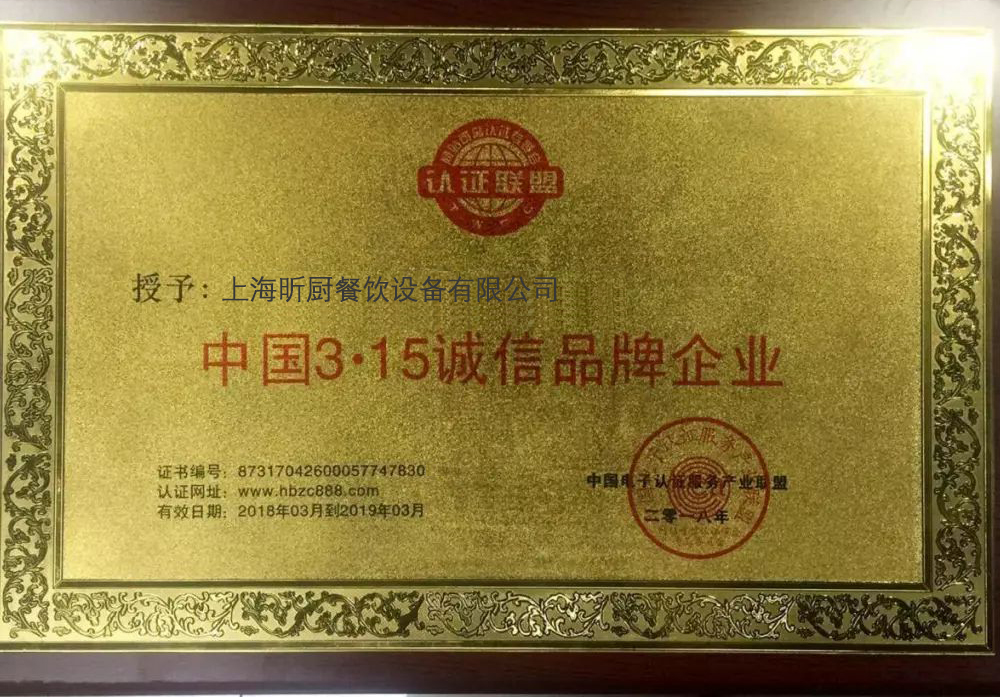 认证联盟
授予：上海昕厨餐饮设备有限公司
中国3·15诚信品牌企业
证书编号：87317042600057747830
认证网址：www.hbzc888.com
有效日期：2018年03月到2019年03月
中国电子认证服务产业联盟
二零一八年